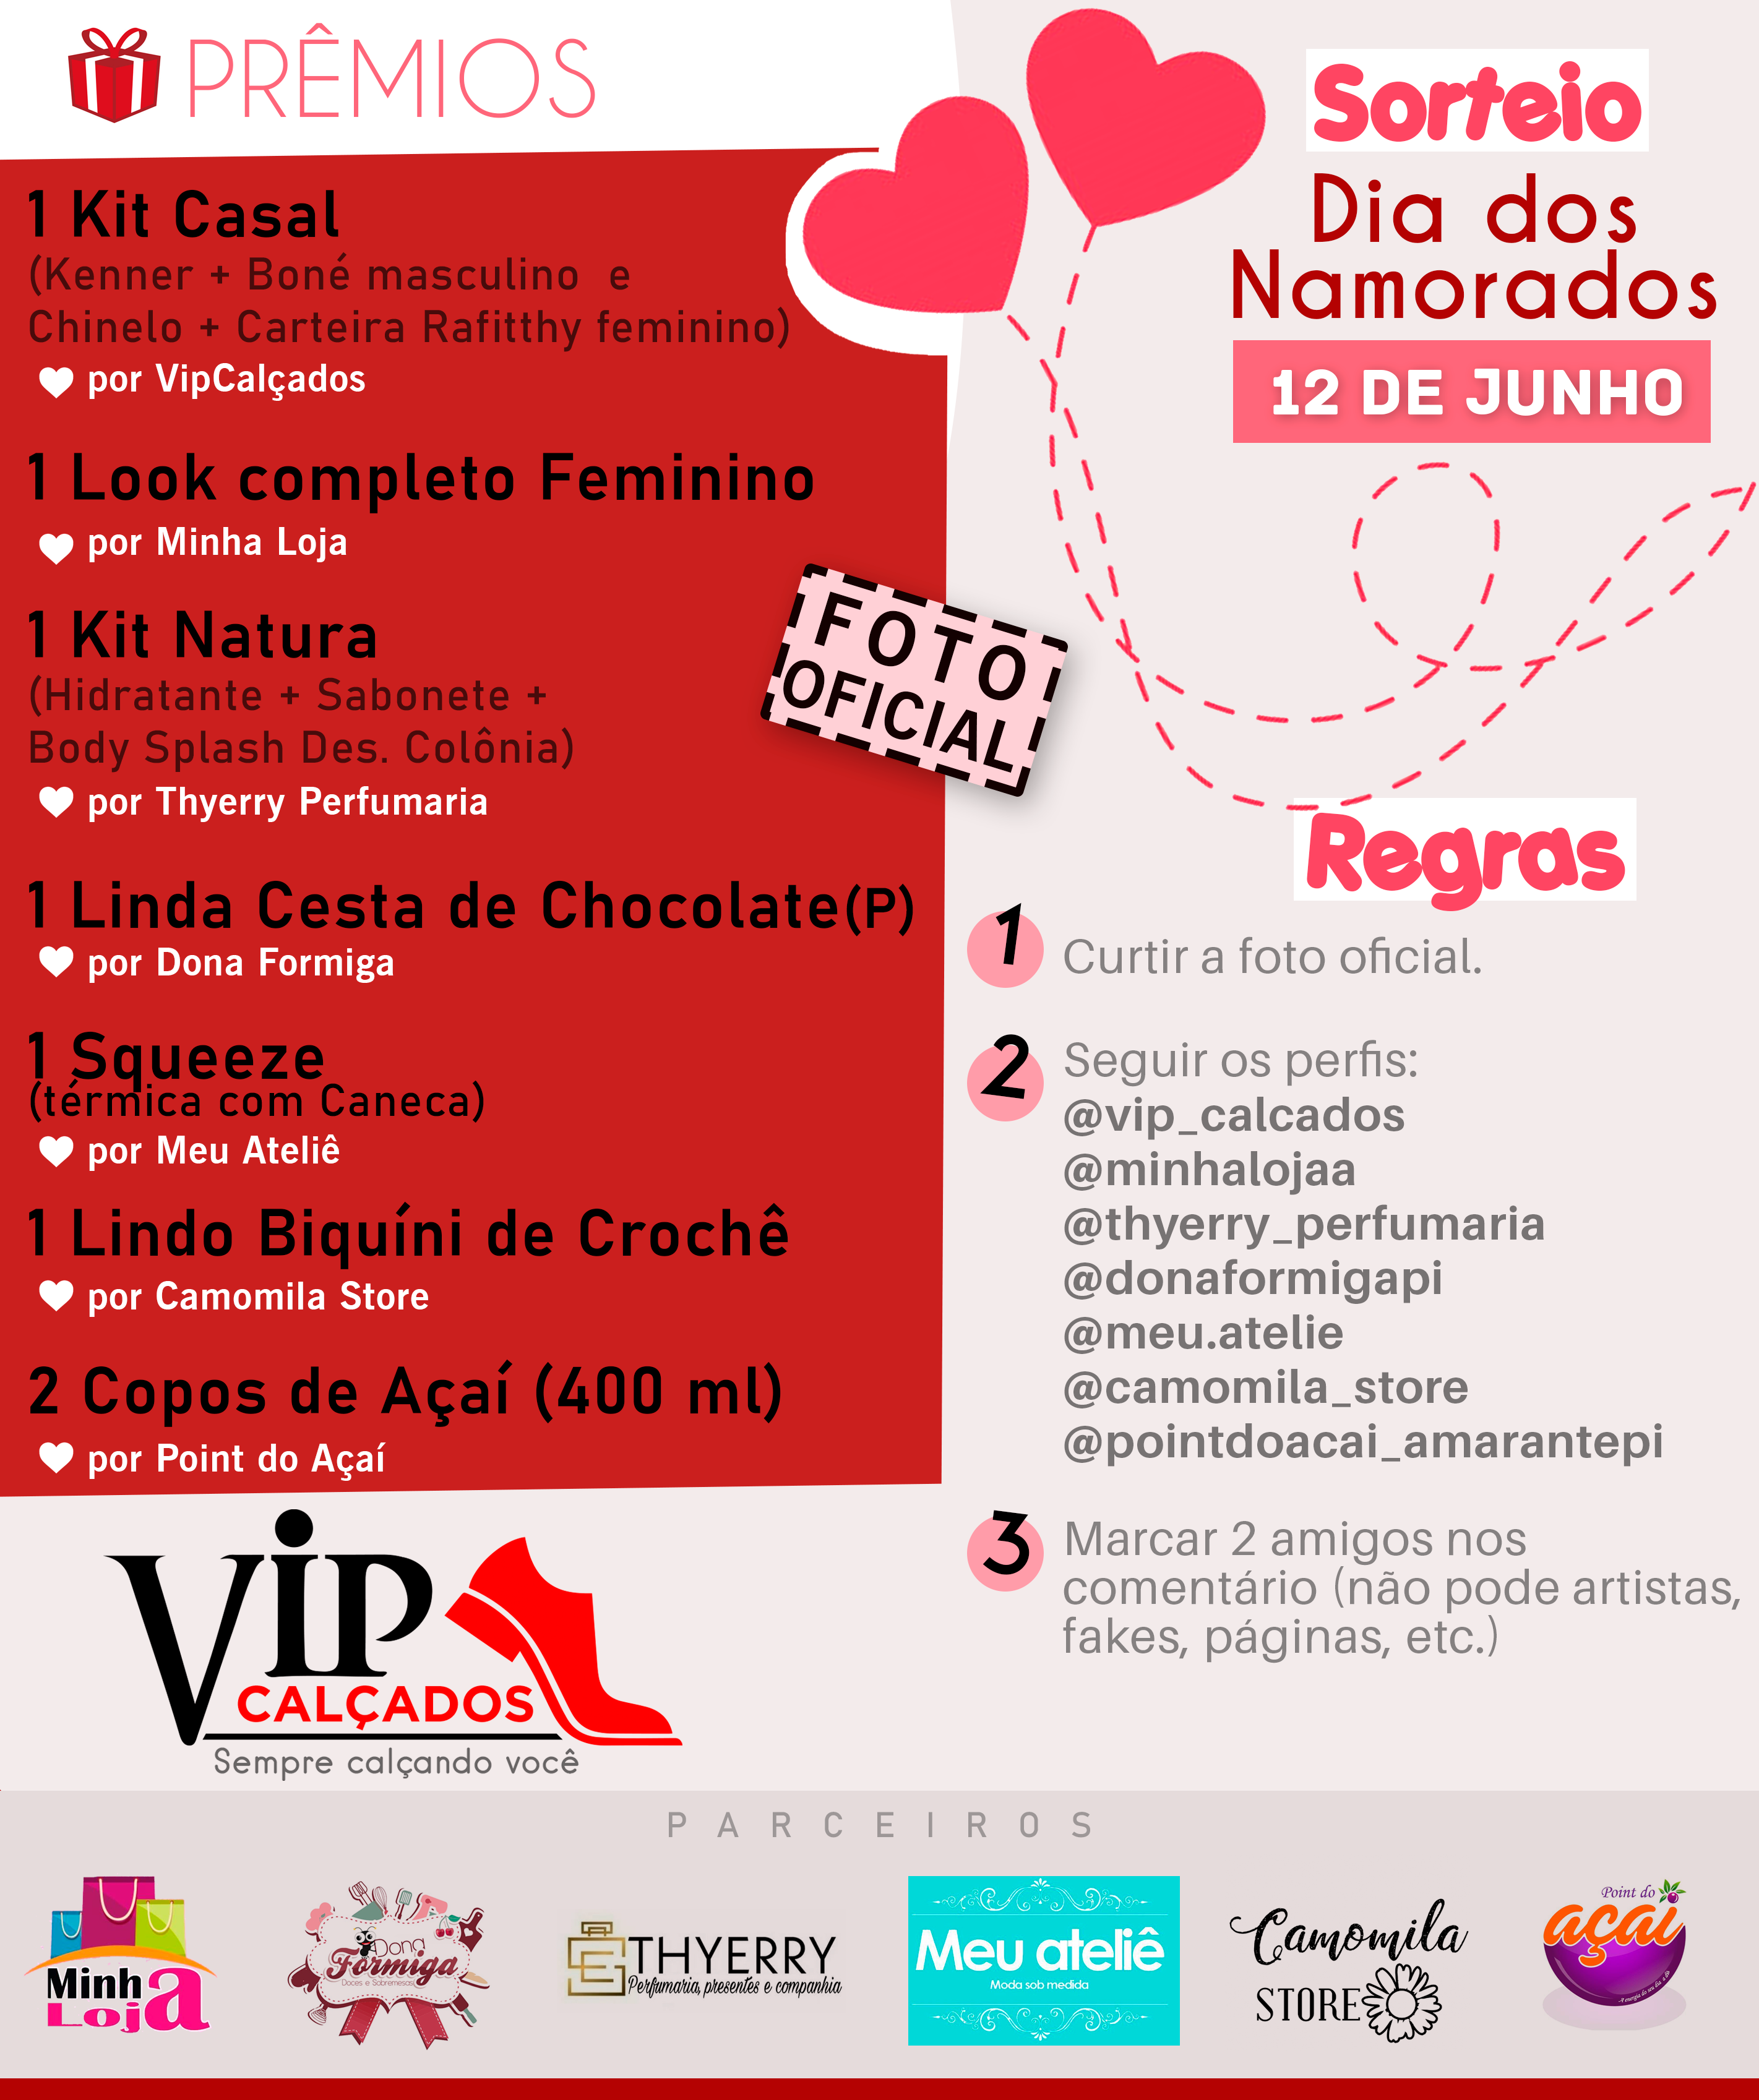 PRÊMIOS
1 Kit Casal
(Kenner + Boné masculino e
Chinelo + Carteira Rafitthy feminino)
por VipCalçados
1 Look completo Feminino
por Minha Loja
1 Kit Natura
(Hidratante + Sabonete +
Body Splash Des. Colônia)
por Thyerry Perfumaria
1 Linda Cesta de Chocolate(P)
por Dona Formiga
1 Squeeze
(térmica com Caneca)
por Meu Ateliê
1 Lindo Biquíni de Crochê
por Camomila Store
2 Copos de Açaí (400 ml)
por Point do Açaí
FOTO
OFICIAL
Sorteio
Dia dos
Namorados
12 DE JUNHO
Regras
1 Curtir a foto oficial.
2 Seguir os perfis:
@vip_calcados
@minhalojaa
@thyerry_perfumaria
@donaformigapi
@meu.atelie
@camomila_store
@pointdoacai_amarantepi
3 Marcar 2 amigos nos
comentário (não pode artistas,
fakes, páginas, etc.)
VIP
CALÇADOS
Sempre calçando você
PARCEIROS
Minha
Loja
Dona
Formiga
Doces e Sobremesas
THYERRY
Perfumaria, presentes e companhia
Meu ateliê
Moda sob medida
Camomila
STORE
Point do
açaí